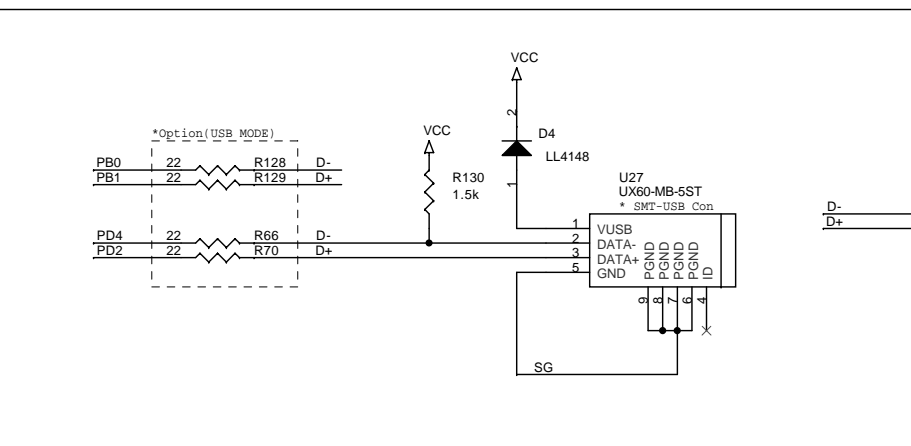 VCC
2
D4
LL4148
1
*Option(USB MODE)
PB0 22 R128 D-
PB1 22 R129 D+
VCC
R130
1.5k
U27
UX60-MB-5ST
* SMT-USB Con
D-
D+
PD4 22 R66 D-
PD2 22 R70 D+
1 VUSB
2 DATA-
3 DATA+
5 GND
PGND PGND PGND PGND ID
9 8 7 6 4
SG